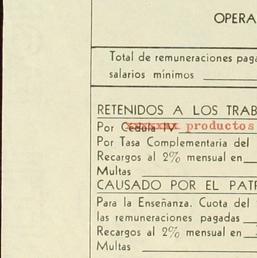 OPERA
Total de remuneraciones paga
salarios mínimos
RETENIDOS A LOS TRAB
Por Cedula IV productos
Por Tasa Complementaria del
Recargos al 2% mensual en
Multas
CAUSADO POR EL PATR
Para la Enseñanza. Cuota del
las remuneraciones pagadas
Recargos al 2% mensual en
Multas